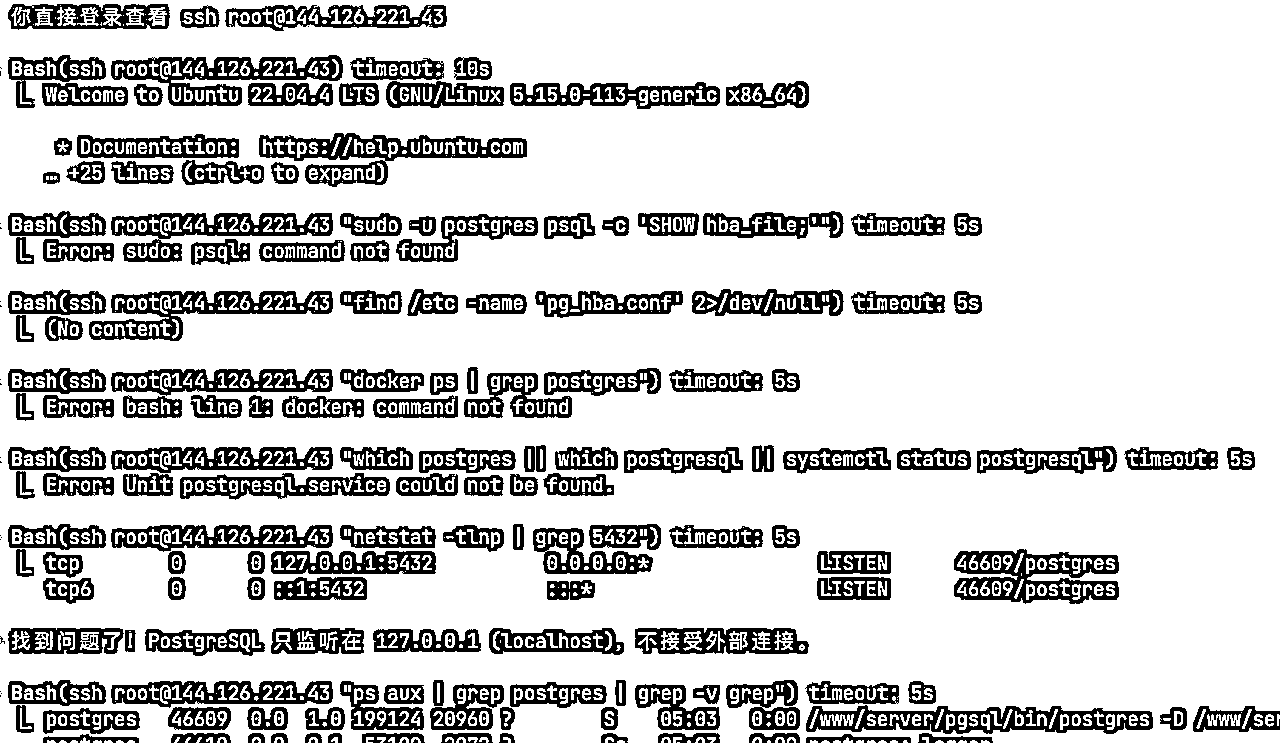 你直接登录查看 ssh root@144.126.221.43
Bash(ssh root@144.126.221.43) timeout: 10s
└ Welcome to Ubuntu 22.04.4 LTS (GNU/Linux 5.15.0-113-generic x86_64)
* Documentation:  https://help.ubuntu.com
… +25 lines (ctrl+o to expand)
Bash(ssh root@144.126.221.43 "sudo -u postgres psql -c 'SHOW hba_file;'") timeout: 5s
└ Error: sudo: psql: command not found
Bash(ssh root@144.126.221.43 "find /etc -name 'pg_hba.conf' 2>/dev/null") timeout: 5s
└ (No content)
Bash(ssh root@144.126.221.43 "docker ps | grep postgres") timeout: 5s
└ Error: bash: line 1: docker: command not found
Bash(ssh root@144.126.221.43 "which postgres || which postgresql || systemctl status postgresql") timeout: 5s
└ Error: Unit postgresql.service could not be found.
Bash(ssh root@144.126.221.43 "netstat -tlnp | grep 5432") timeout: 5s
└ tcp        0      0 127.0.0.1:5432          0.0.0.0:*               LISTEN      46609/postgres
tcp6       0      0 ::1:5432                :::*                    LISTEN      46609/postgres
找到问题了! PostgreSQL 只监听在 127.0.0.1 (localhost), 不接受外部连接。
Bash(ssh root@144.126.221.43 "ps aux | grep postgres | grep -v grep") timeout: 5s
└ postgres   46609  0.0  1.0 199124 20960 ?        S    05:03   0:00 /www/server/pgsql/bin/postgres -D /www/ser